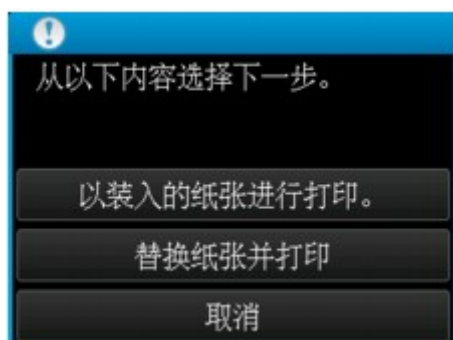 从以下内容选择下一步。
以装入的纸张进行打印。
替换纸张并打印
取消